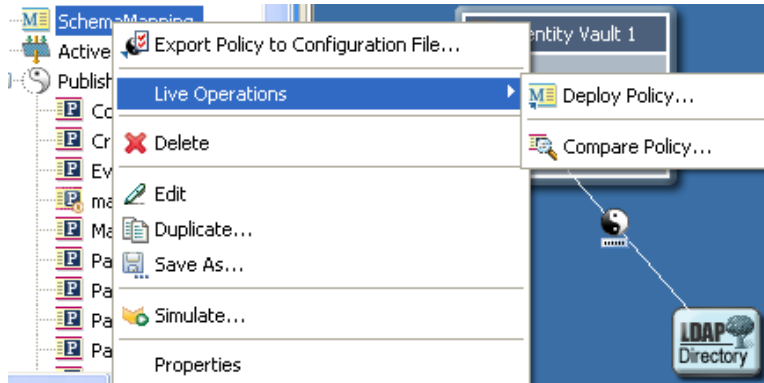 SchemaMapping
Active
Publish
Export Policy to Configuration File...
Live Operations
Deploy Policy...
Compare Policy...
Delete
Edit
Duplicate...
Save As...
Simulate...
Properties
Co
Cr
Ev
ma
Ma
Pa
Pa
Pa
Pa
entity Vault 1
LDAP
Directory